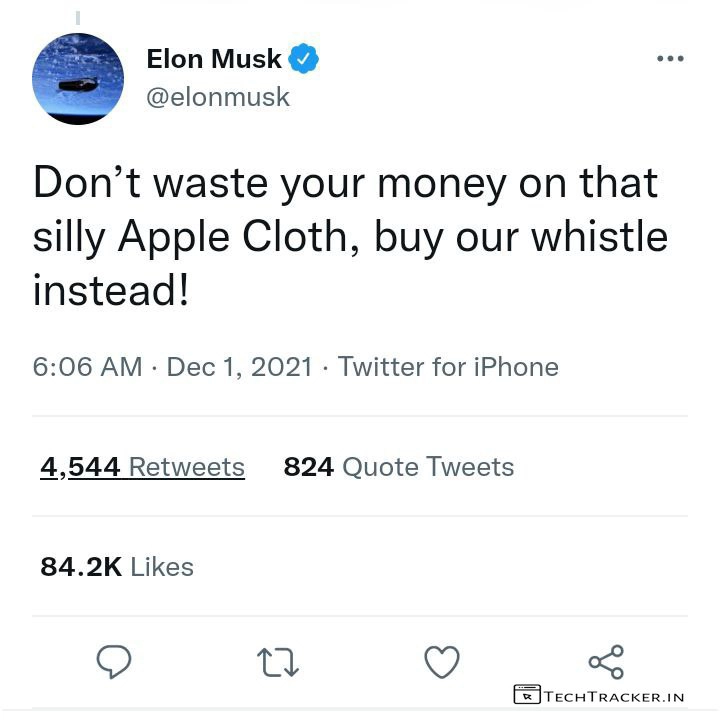 Elon Musk
@elonmusk
Don’t waste your money on that
silly Apple Cloth, buy our whistle
instead!
6:06 AM · Dec 1, 2021 · Twitter for iPhone
4,544 Retweets 824 Quote Tweets
84.2K Likes
TECHTRACKER.IN